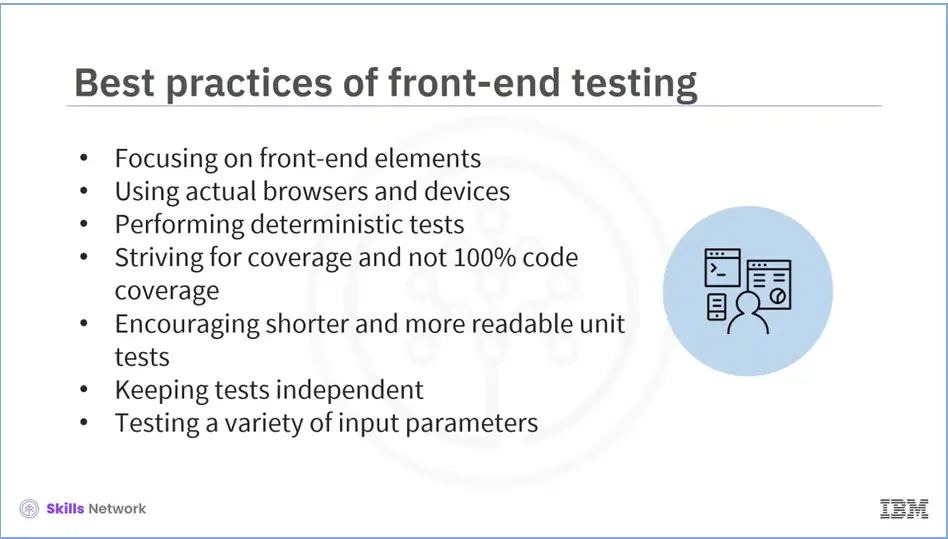 Best practices of front-end testing
• Focusing on front-end elements
• Using actual browsers and devices
• Performing deterministic tests
• Striving for coverage and not 100% code
coverage
• Encouraging shorter and more readable unit
tests
• Keeping tests independent
• Testing a variety of input parameters
Skills Network
IBM